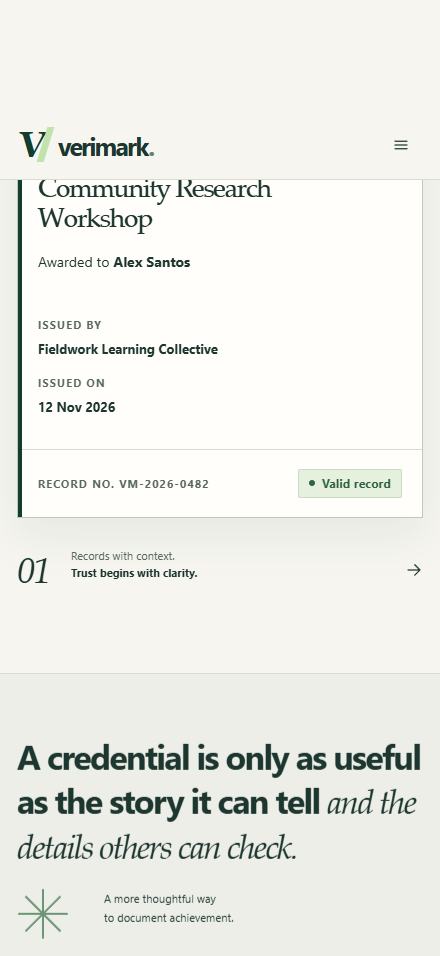 verimark.
Community Research
Workshop
Awarded to Alex Santos
ISSUED BY
Fieldwork Learning Collective
ISSUED ON
12 Nov 2026
RECORD NO. VM-2026-0482
Valid record
01
Records with context.
Trust begins with clarity.
A credential is only as useful
as the story it can tell and the
details others can check.
A more thoughtful way
to document achievement.